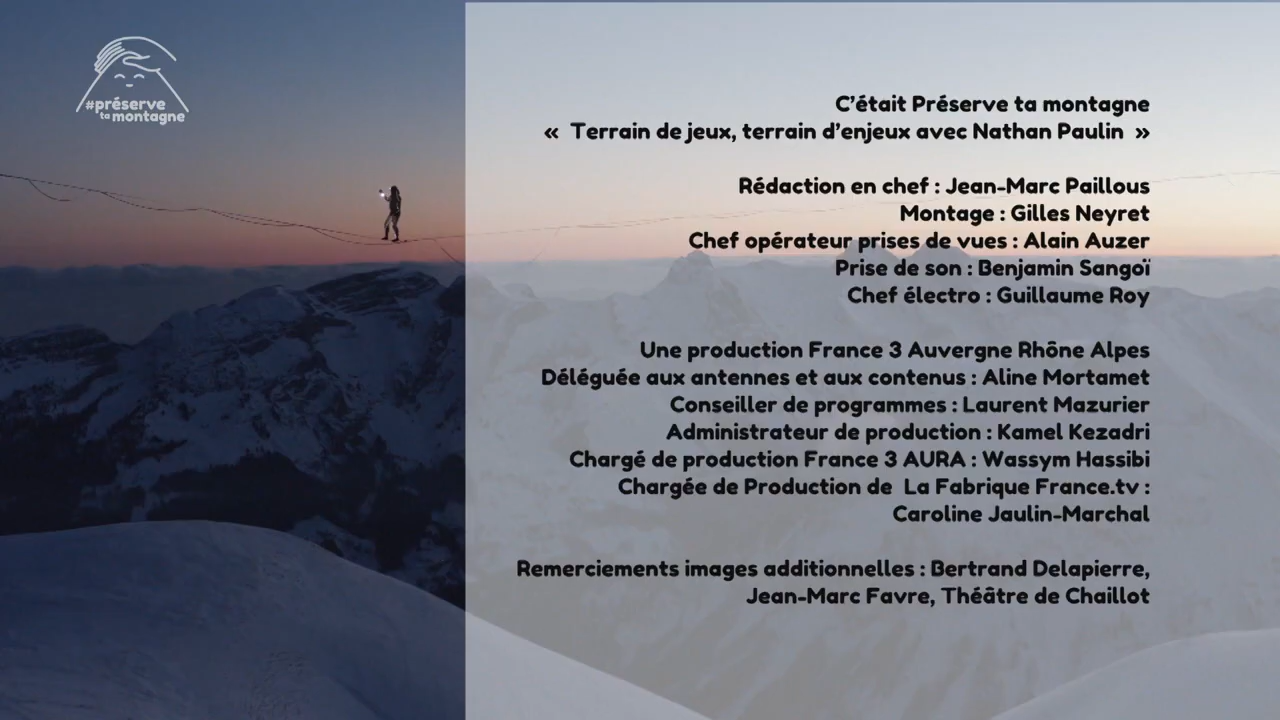 #préserve
ta montagne
C'était Préserve ta montagne
«  Terrain de jeux, terrain d'enjeux avec Nathan Paulin  »
Rédaction en chef : Jean-Marc Paillous
Montage : Gilles Neyret
Chef opérateur prises de vues : Alain Auzer
Prise de son : Benjamin Sangoï
Chef électro : Guillaume Roy
Une production France 3 Auvergne Rhône Alpes
Déléguée aux antennes et aux contenus : Aline Mortamet
Conseiller de programmes : Laurent Mazurier
Administrateur de production : Kamel Kezadri
Chargé de production France 3 AURA : Wassym Hassibi
Chargée de Production de  La Fabrique France.tv :
Caroline Jaulin-Marchal
Remerciements images additionnelles : Bertrand Delapierre,
Jean-Marc Favre, Théâtre de Chaillot